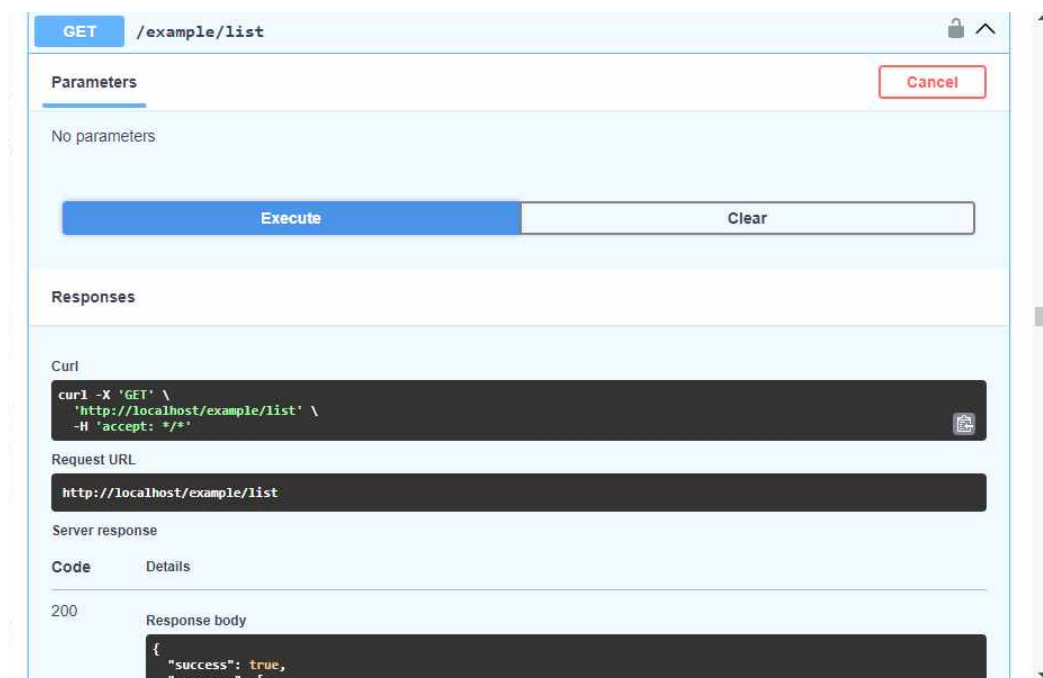 GET /example/list
Parameters
Cancel
No parameters
Execute
Clear
Responses
Curl
curl -X 'GET' \
'http://localhost/example/list' \
-H 'accept: */*'
Request URL
http://localhost/example/list
Server response
Code Details
200
Response body
{
"success": true,